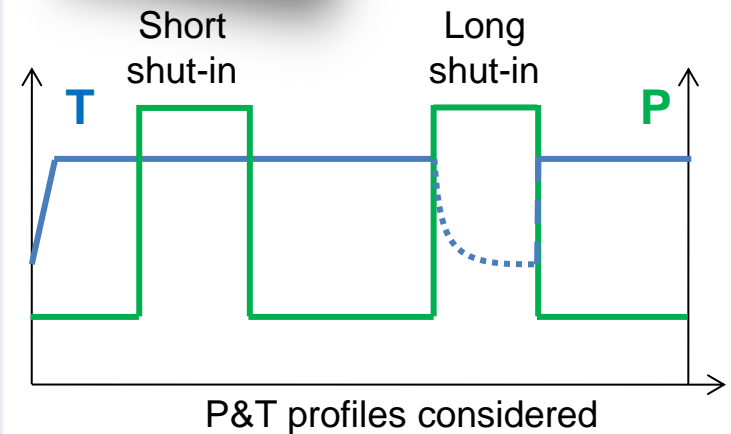 Short
shut-in
Long
shut-in
T
P
P&T profiles considered